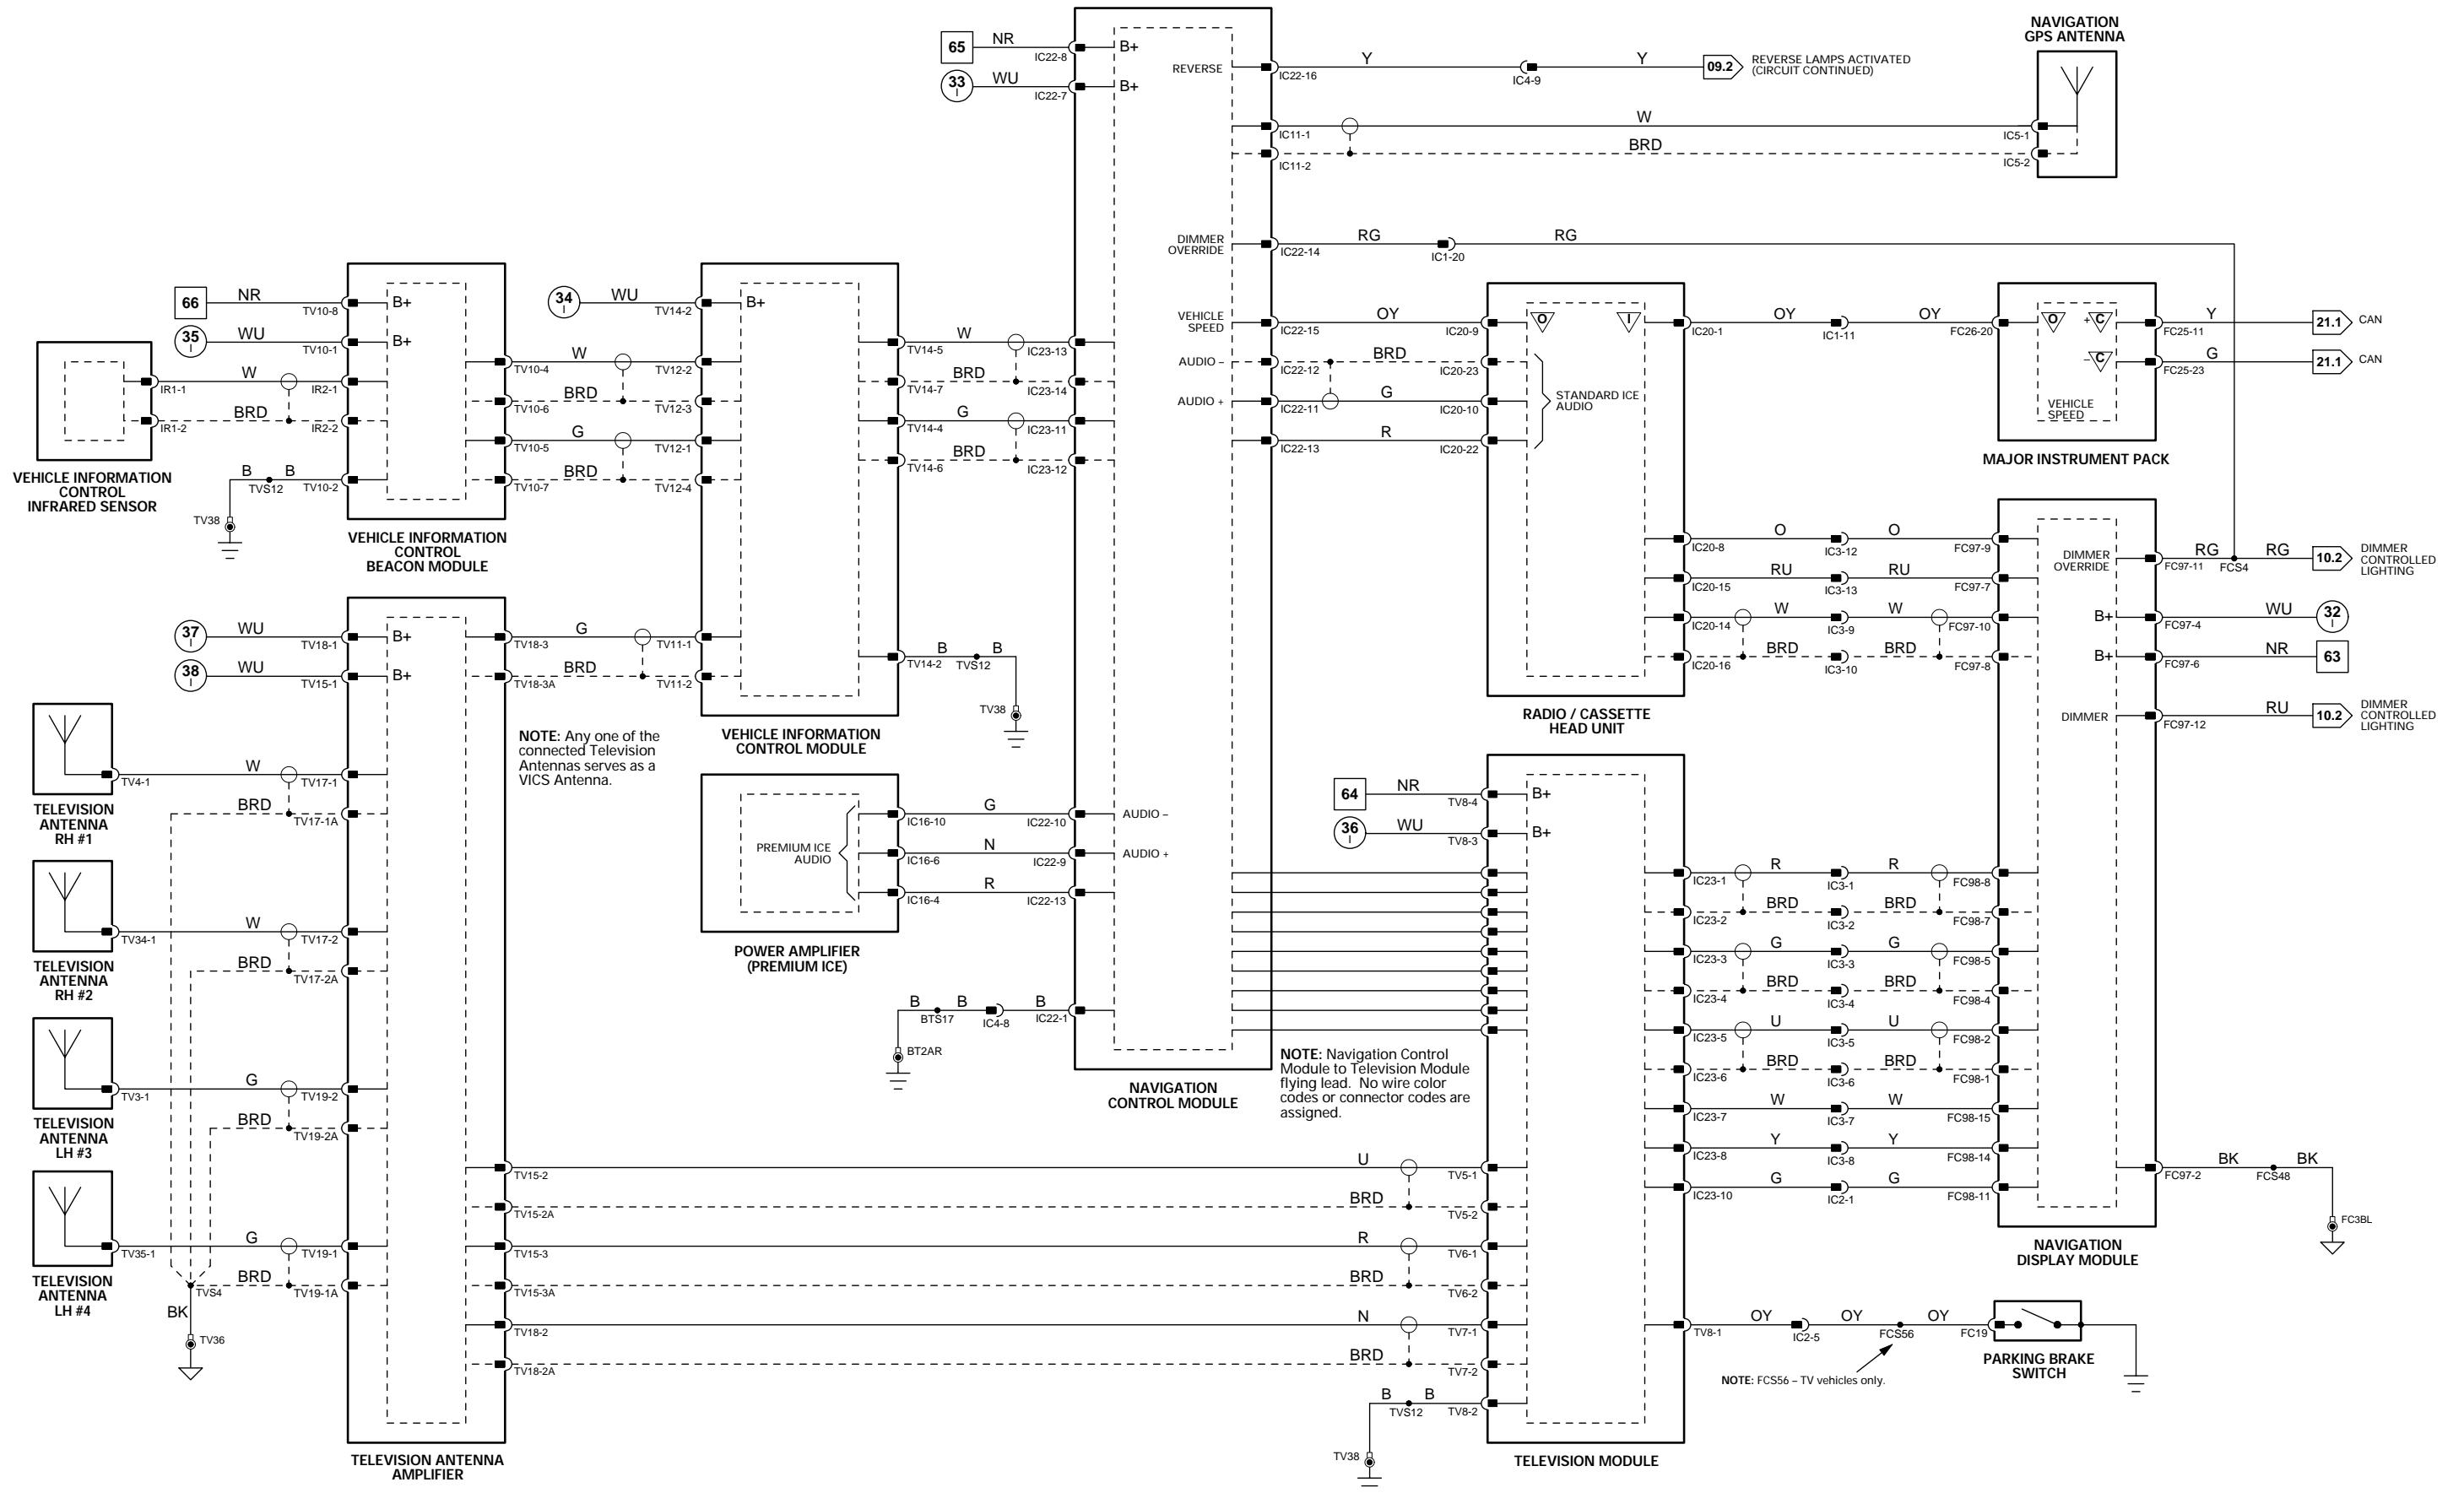 NAVIGATION
GPS ANTENNA
65
NR
IC22-8
B+
33
I
WU
IC22-7
B+
REVERSE
IC22-16
Y
IC4-9
Y
09.2
REVERSE LAMPS ACTIVATED
(CIRCUIT CONTINUED)
IC11-1
W
IC5-1
IC11-2
BRD
IC5-2
DIMMER
OVERRIDE
IC22-14
RG
IC1-20
RG
VEHICLE
SPEED
IC22-15
OY
IC20-9
O
I
IC20-1
OY
IC1-11
OY
FC26-20
O
+
C
FC25-11
Y
21.1
CAN
–
C
FC25-23
G
21.1
CAN
VEHICLE
SPEED
MAJOR INSTRUMENT PACK
AUDIO –
IC22-12
BRD
IC20-23
AUDIO +
IC22-11
G
IC20-10
STANDARD ICE
AUDIO
IC22-13
R
IC20-22
IC20-8
O
IC3-12
O
FC97-9
IC20-15
RU
IC3-13
RU
FC97-7
IC20-14
W
IC3-9
W
FC97-10
IC20-16
BRD
IC3-10
BRD
FC97-8
RADIO / CASSETTE
HEAD UNIT
DIMMER
OVERRIDE
FC97-11
RG
FCS4
RG
10.2
DIMMER
CONTROLLED
LIGHTING
B+
FC97-4
WU
32
I
B+
FC97-6
NR
63
DIMMER
FC97-12
RU
10.2
DIMMER
CONTROLLED
LIGHTING
66
NR
TV10-8
B+
35
I
WU
TV10-1
B+
IR1-1
W
IR2-1
IR1-2
BRD
IR2-2
VEHICLE INFORMATION
CONTROL
INFRARED SENSOR
B
TVS12
B
TV10-2
TV38
TV10-4
W
TV12-2
TV10-6
BRD
TV12-3
TV10-5
G
TV12-1
TV10-7
BRD
TV12-4
VEHICLE INFORMATION
CONTROL
BEACON MODULE
34
I
WU
TV14-2
B+
TV14-5
W
IC23-13
TV14-7
BRD
IC23-14
TV14-4
G
IC23-11
TV14-6
BRD
IC23-12
TV14-2
B
TVS12
B
TV38
VEHICLE INFORMATION
CONTROL MODULE
37
I
WU
TV18-1
B+
38
I
WU
TV15-1
B+
TV18-3
G
TV11-1
TV18-3A
BRD
TV11-2
NOTE: Any one of the
connected Television
Antennas serves as a
VICS Antenna.
TV4-1
W
TV17-1
BRD
TV17-1A
TELEVISION
ANTENNA
RH #1
TV34-1
W
TV17-2
BRD
TV17-2A
TELEVISION
ANTENNA
RH #2
TV3-1
G
TV19-2
BRD
TV19-2A
TELEVISION
ANTENNA
LH #3
TV35-1
G
TV19-1
TVS4
BRD
TV19-1A
TELEVISION
ANTENNA
LH #4
BK
TV36
TELEVISION ANTENNA
AMPLIFIER
PREMIUM ICE
AUDIO
IC16-10
G
IC22-10
AUDIO –
IC16-6
N
IC22-9
AUDIO +
IC16-4
R
IC22-13
POWER AMPLIFIER
(PREMIUM ICE)
B
BTS17
B
IC4-8
B
IC22-1
BT2AR
NAVIGATION
CONTROL MODULE
NOTE: Navigation Control
Module to Television Module
flying lead. No wire color
codes or connector codes are
assigned.
64
NR
TV8-4
B+
36
I
WU
TV8-3
B+
IC23-1
R
IC3-1
R
FC98-8
IC23-2
BRD
IC3-2
BRD
FC98-7
IC23-3
G
IC3-3
G
FC98-5
IC23-4
BRD
IC3-4
BRD
FC98-4
IC23-5
U
IC3-5
U
FC98-2
IC23-6
BRD
IC3-6
BRD
FC98-1
IC23-7
W
IC3-7
W
FC98-15
IC23-8
Y
IC3-8
Y
FC98-14
IC23-10
G
IC2-1
G
FC98-11
FC97-2
BK
FCS48
BK
FC3BL
NAVIGATION
DISPLAY MODULE
TV15-2
U
TV5-1
TV15-2A
BRD
TV5-2
TV15-3
R
TV6-1
TV15-3A
BRD
TV6-2
TV18-2
N
TV7-1
TV18-2A
BRD
TV7-2
B
TVS12
B
TV8-2
TV38
TELEVISION MODULE
TV8-1
OY
IC2-5
OY
FCS56
OY
FC19
PARKING BRAKE
SWITCH
NOTE: FCS56 – TV vehicles only.